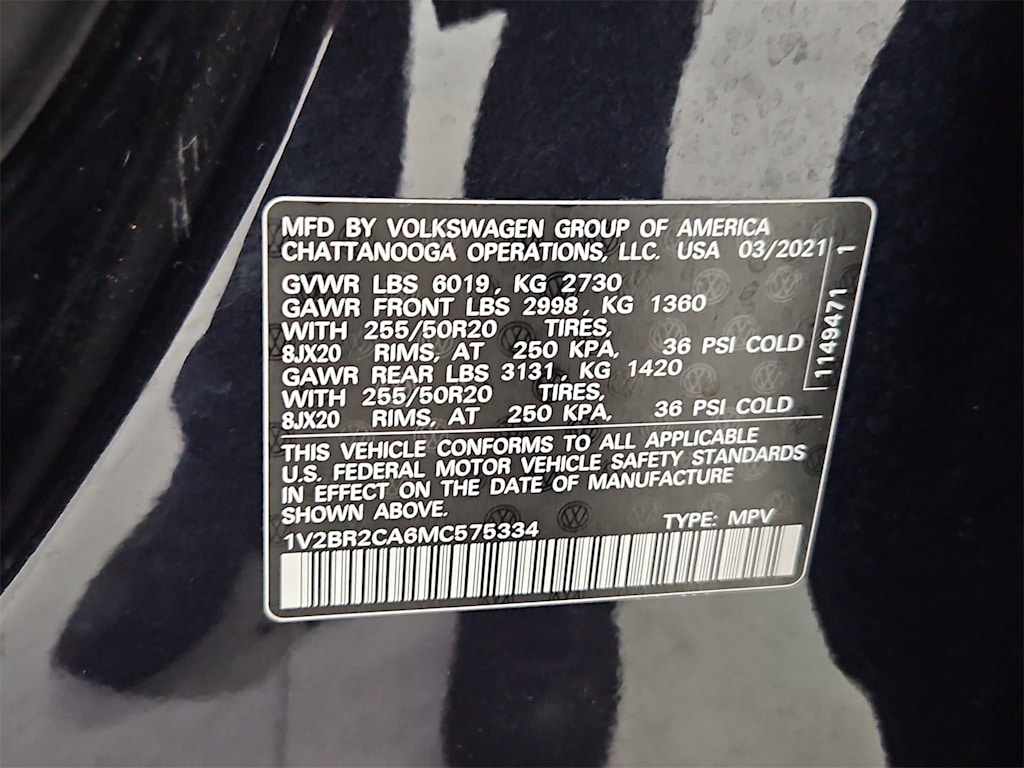 MFD BY VOLKSWAGEN GROUP OF AMERICA
CHATTANOOGA OPERATIONS, LLC. USA 03/2021
GVWR LBS 6019, KG 2730
GAWR FRONT LBS 2998, KG 1360
WITH 255/50R20 TIRES,
8JX20 RIMS, AT 250 KPA, 36 PSI COLD
GAWR REAR LBS 3131, KG 1420
WITH 255/50R20 TIRES,
8JX20 RIMS, AT 250 KPA, 36 PSI COLD
1149471 1
THIS VEHICLE CONFORMS TO ALL APPLICABLE
U.S. FEDERAL MOTOR VEHICLE SAFETY STANDARDS
IN EFFECT ON THE DATE OF MANUFACTURE
SHOWN ABOVE.
TYPE: MPV
1V2BR2CA6MC575334